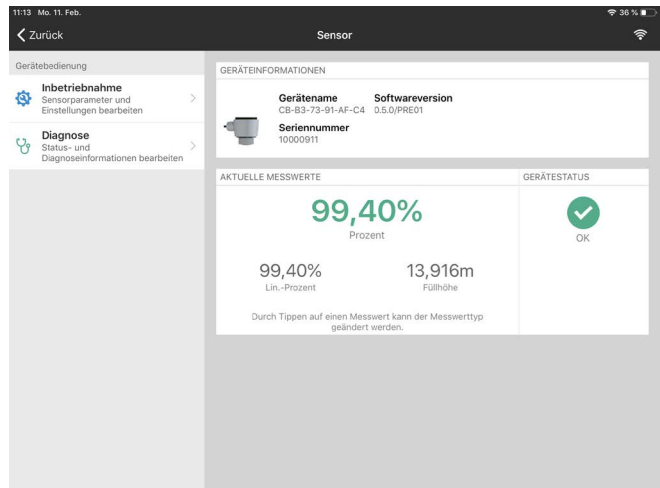 11:13 Mo. 11. Feb.
36 %
Zurück
Sensor
Gerätebedienung
Inbetriebnahme
Sensorparameter und
Einstellungen bearbeiten
Diagnose
Status- und
Diagnoseinformationen bearbeiten
GERÄTEINFORMATIONEN
Gerätename Softwareversion
CB-B3-73-91-AF-C4 0.5.0/PRE01
Seriennummer
10000911
AKTUELLE MESSWERTE
99,40%
Prozent
99,40% 13,916m
Lin.-Prozent Füllhöhe
Durch Tippen auf einen Messwert kann der Messwerttyp
geändert werden.
GERÄTESTATUS
OK